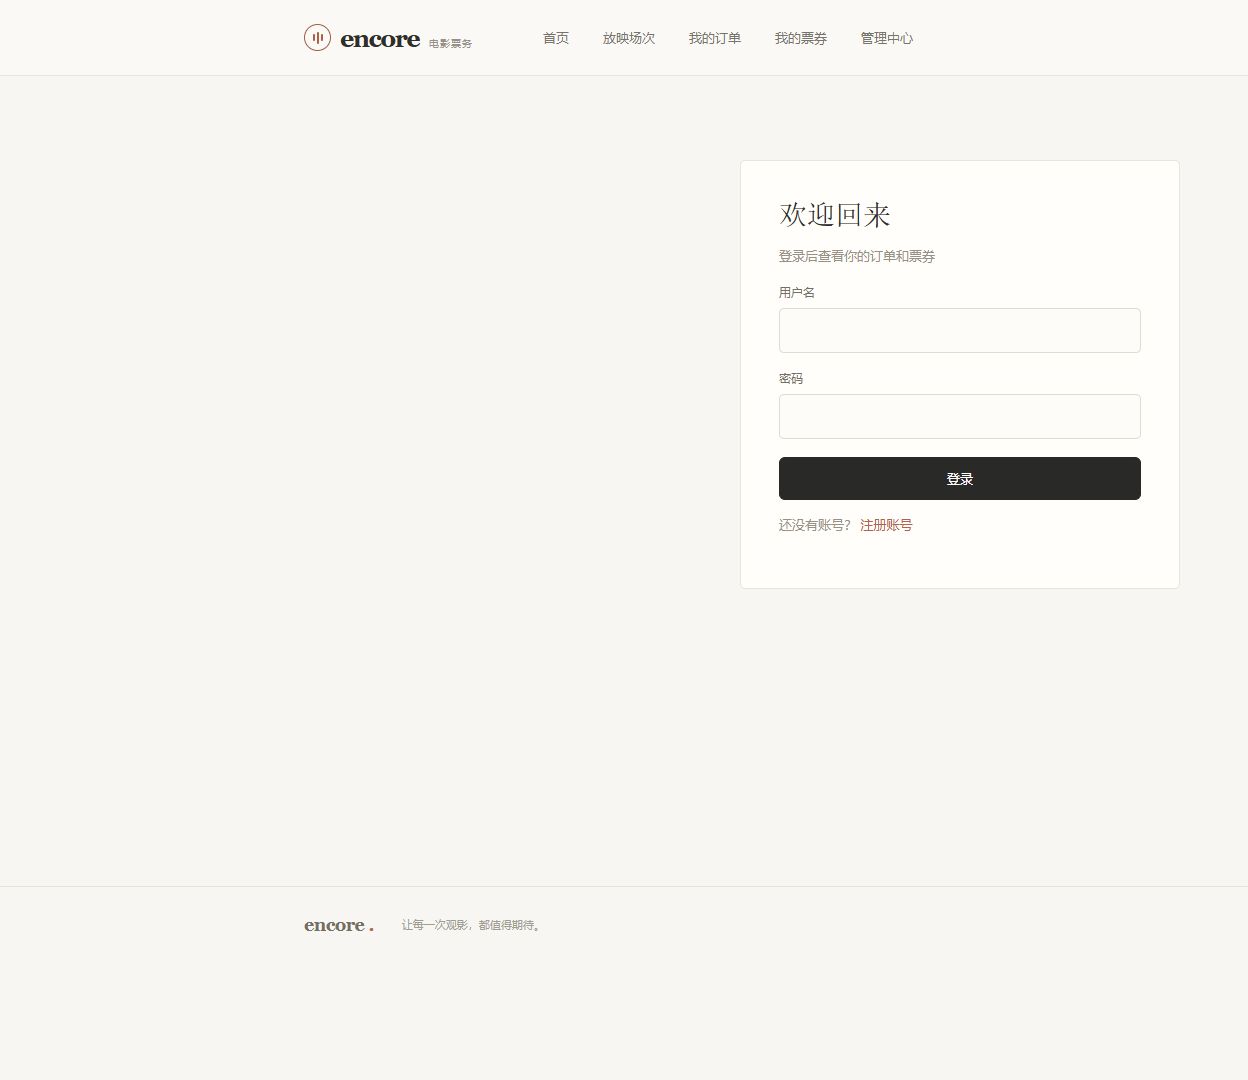 encore 电影票务 首页 放映场次 我的订单 我的票券 管理中心
欢迎回来
登录后查看你的订单和票券
用户名
密码
登录
还没有账号? 注册账号
encore . 让每一次观影，都值得期待。